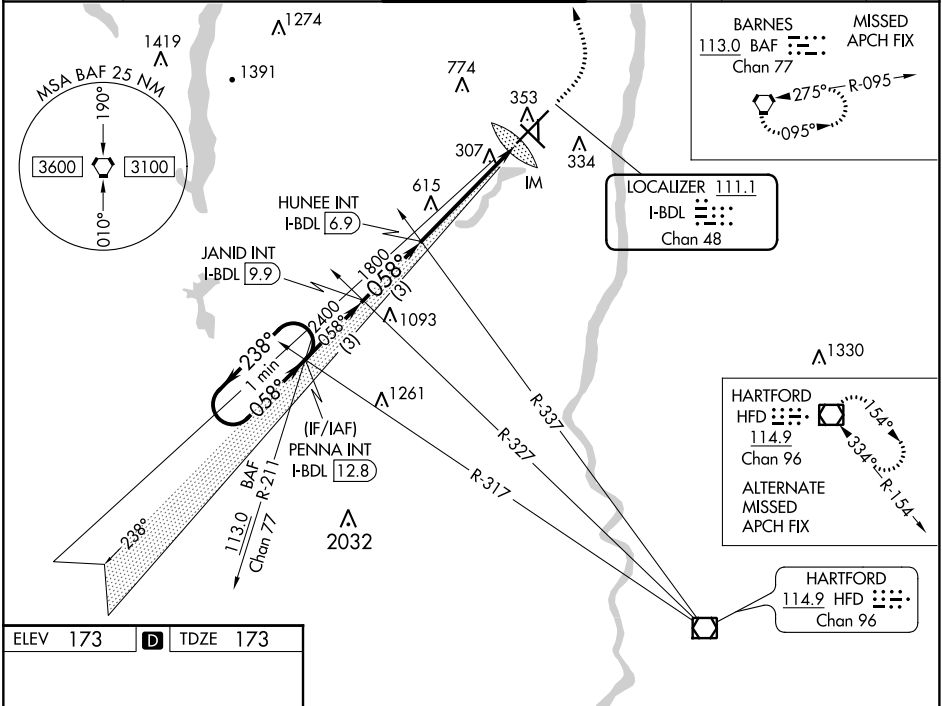 1274
1419
1391
774
353
307
334
IM
MSA BAF 25 NM
190°
3600
3100
010°
BARNES
113.0 BAF
Chan 77
MISSED
APCH FIX
275°
R-095
095°
LOCALIZER 111.1
I-BDL
Chan 48
615
HUNEE INT
I-BDL 6.9
JANID INT
I-BDL 9.9
1800
058°
(3)
2400
058°
(3)
1093
238°
1 min
058°
1261
(IF/IAF)
PENNA INT
I-BDL 12.8
R-337
R-327
R-317
BAF
R-211
113.0
Chan 77
238°
2032
1330
HARTFORD
HFD
114.9
Chan 96
154°
334°
R-154
ALTERNATE
MISSED
APCH FIX
HARTFORD
114.9 HFD
Chan 96
ELEV 173
D
TDZE 173